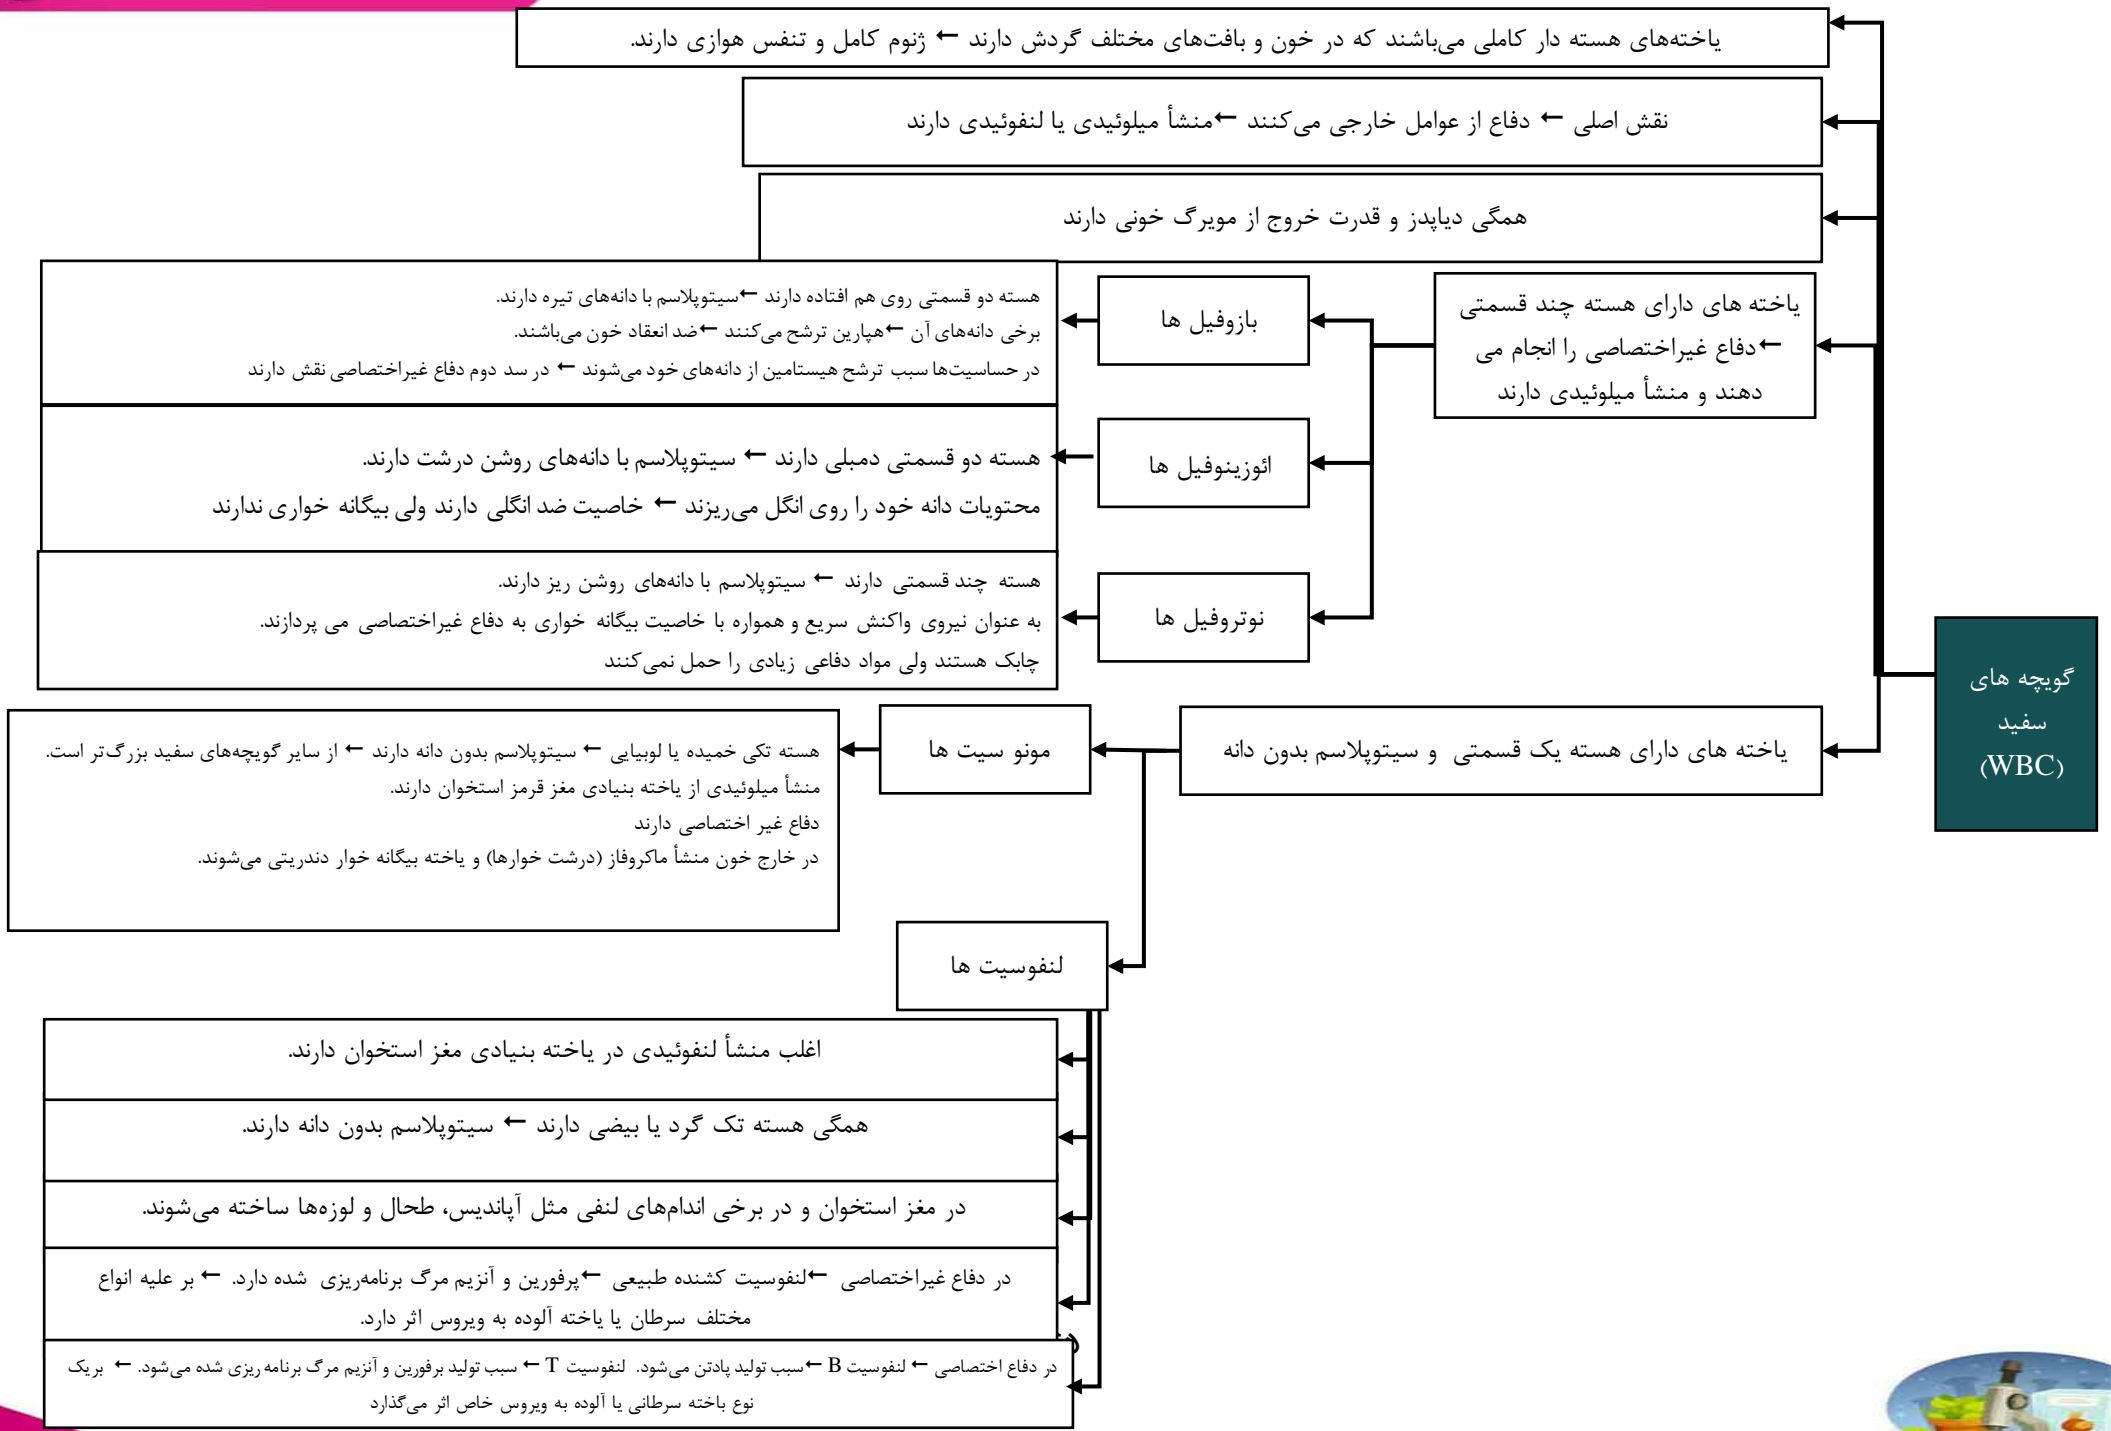 یاخته‌های هسته دار کاملی می‌باشند که در خون و بافت‌های مختلف گردش دارند ← ژنوم کامل و تنفس هوازی دارند.
نقش اصلی ← دفاع از عوامل خارجی می‌کنند ←منشأ میلوئیدی یا لنفوئیدی دارند
همگی دیاپدز و قدرت خروج از مویرگ خونی دارند
گویچه های
سفید
(WBC)
یاخته های دارای هسته چند قسمتی
←دفاع غیراختصاصی را انجام می
دهند و منشأ میلوئیدی دارند
بازوفیل ها
هسته دو قسمتی روی هم افتاده دارند ←سیتوپلاسم با دانه‌های تیره دارند.
برخی دانه‌های آن ←هپارین ترشح می‌کنند ←ضد انعقاد خون می‌باشند.
در حساسیت‌ها سبب ترشح هیستامین از دانه‌های خود می‌شوند ← در سد دوم دفاع غیراختصاصی نقش دارند
ائوزینوفیل ها
هسته دو قسمتی دمبلی دارند ← سیتوپلاسم با دانه‌های روشن درشت دارند.
محتویات دانه خود را روی انگل می‌ریزند ← خاصیت ضد انگلی دارند ولی بیگانه خواری ندارند
نوتروفیل ها
هسته چند قسمتی دارند ← سیتوپلاسم با دانه‌های روشن ریز دارند.
به عنوان نیروی واکنش سریع و همواره با خاصیت بیگانه خواری به دفاع غیراختصاصی می پردازند.
چابک هستند ولی مواد دفاعی زیادی را حمل نمی‌کنند
یاخته های دارای هسته یک قسمتی و سیتوپلاسم بدون دانه
مونو سیت ها
هسته تکی خمیده یا لوبیایی ← سیتوپلاسم بدون دانه دارند ← از سایر گویچه‌های سفید بزرگ‌تر است.
منشأ میلوئیدی از یاخته بنیادی مغز قرمز استخوان دارند.
دفاع غیر اختصاصی دارند
در خارج خون منشأ ماکروفاز (درشت خوارها) و یاخته بیگانه خوار دندریتی می‌شوند.
لنفوسیت ها
اغلب منشأ لنفوئیدی در یاخته بنیادی مغز استخوان دارند.
همگی هسته تک گرد یا بیضی دارند ← سیتوپلاسم بدون دانه دارند.
در مغز استخوان و در برخی اندام‌های لنفی مثل آپاندیس، طحال و لوزه‌ها ساخته می‌شوند.
در دفاع غیراختصاصی ←لنفوسیت کشنده طبیعی ←پرفورین و آنزیم مرگ برنامه‌ریزی شده دارد. ← بر علیه انواع
مختلف سرطان یا یاخته آلوده به ویروس اثر دارد.
در دفاع اختصاصی ← لنفوسیت B ←سبب تولید پادتن می‌شود. لنفوسیت T ← سبب تولید برفورین و آنزیم مرگ برنامه ریزی شده می‌شود. ← بریک
نوع باخته سرطانی یا آلوده به ویروس خاص اثر می‌گذارد